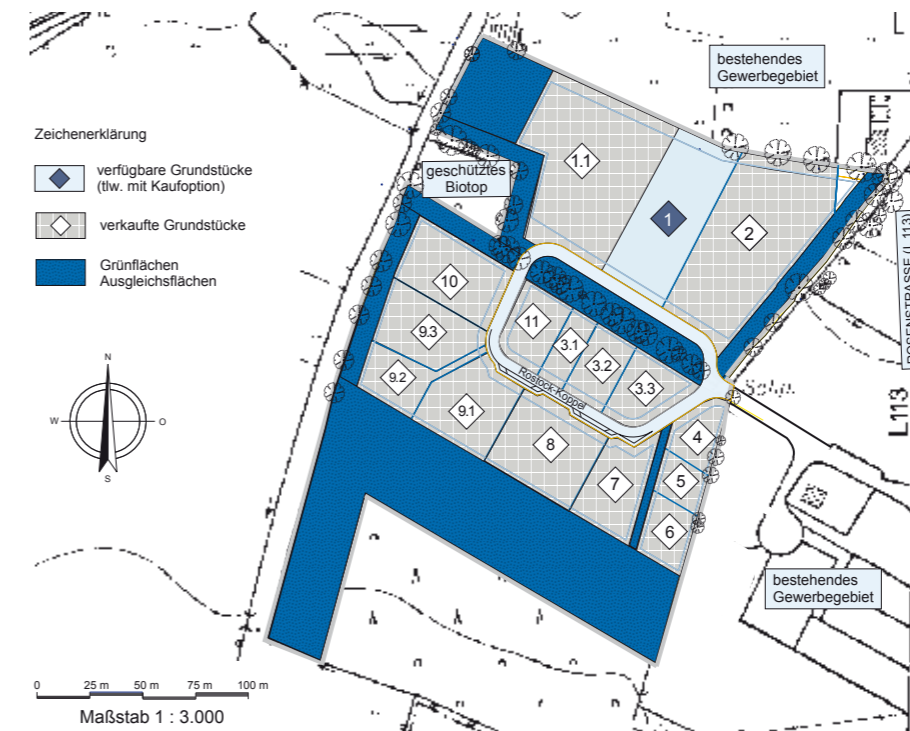 bestehendes
Gewerbegebiet
Zeichenerklärung
verfügbare Grundstücke
(tlw. mit Kaufoption)
verkaufte Grundstücke
Grünflächen
Ausgleichsflächen
geschütztes
Biotop
1.1
1
2
10
9.3
9.2
9.1
11
3.1
3.2
3.3
8
7
4
5
6
Rostock-Koppel
ROSENSTRASSE (L 113)
L113
N
W
O
S
bestehendes
Gewerbegebiet
0 25 m 50 m 75 m 100 m
Maßstab 1 : 3.000